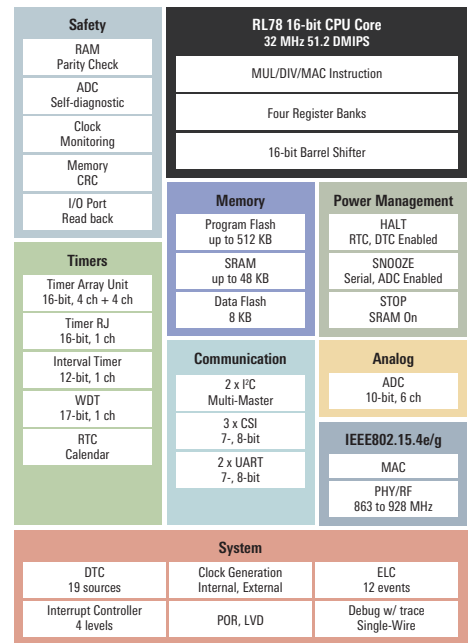 Safety
RAM
Parity Check
ADC
Self-diagnostic
Clock
Monitoring
Memory
CRC
I/O Port
Read back
RL78 16-bit CPU Core
32 MHz 51.2 DMIPS
MUL/DIV/MAC Instruction
Four Register Banks
16-bit Barrel Shifter
Memory
Program Flash
up to 512 KB
SRAM
up to 48 KB
Data Flash
8 KB
Power Management
HALT
RTC, DTC Enabled
SNOOZE
Serial, ADC Enabled
STOP
SRAM On
Timers
Timer Array Unit
16-bit, 4 ch + 4 ch
Timer RJ
16-bit, 1 ch
Interval Timer
12-bit, 1 ch
WDT
17-bit, 1 ch
RTC
Calendar
Communication
2 x I²C
Multi-Master
3 x CSI
7-, 8-bit
2 x UART
7-, 8-bit
Analog
ADC
10-bit, 6 ch
IEEE802.15.4e/g
MAC
PHY/RF
863 to 928 MHz
System
DTC
19 sources
Clock Generation
Internal, External
ELC
12 events
Interrupt Controller
4 levels
POR, LVD
Debug w/ trace
Single-Wire